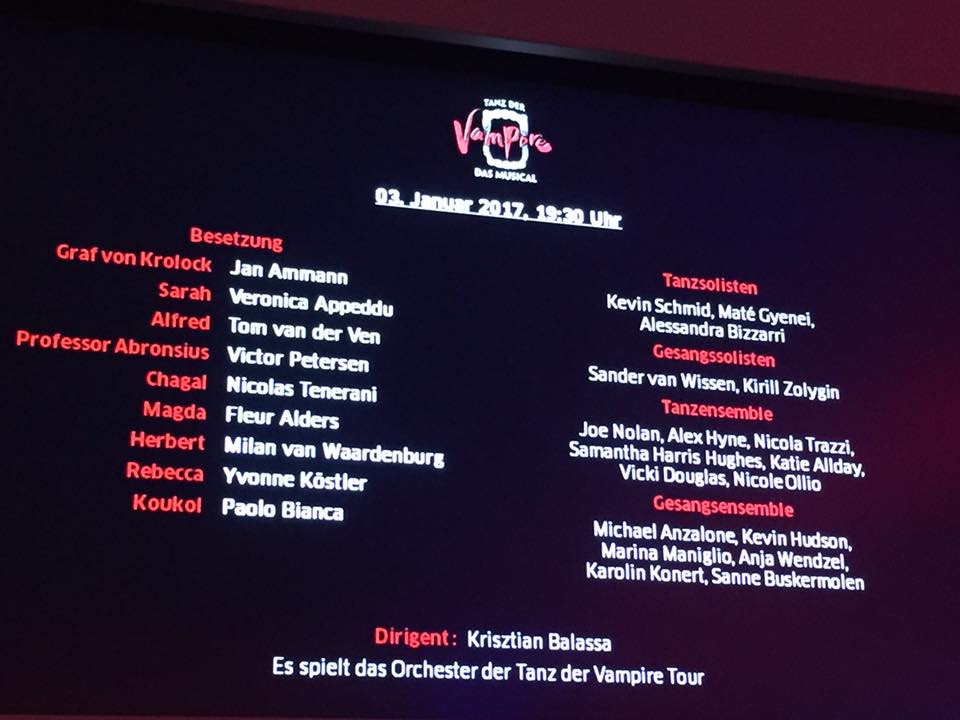 TANZ DER
Vampire
DAS MUSICAL
03. Januar 2017, 19:30 Uhr
Besetzung
Graf von Krolock Jan Ammann
Sarah Veronica Appeddu
Alfred Tom van der Ven
Professor Abronsius Victor Petersen
Chagal Nicolas Tenerani
Magda Fleur Alders
Herbert Milan van Waardenburg
Rebecca Yvonne Köstler
Koukol Paolo Bianca
Tanzsolisten
Kevin Schmid, Maté Gyenei,
Alessandra Bizzarri
Gesangssolisten
Sander van Wissen, Kirill Zolygin
Tanzensemble
Joe Nolan, Alex Hyne, Nicola Trazzi,
Samantha Harris Hughes, Katie Allday,
Vicki Douglas, Nicole Ollio
Gesangsensemble
Michael Anzalone, Kevin Hudson,
Marina Maniglio, Anja Wendzel,
Karolin Konert, Sanne Buskermolen
Dirigent: Krisztian Balassa
Es spielt das Orchester der Tanz der Vampire Tour